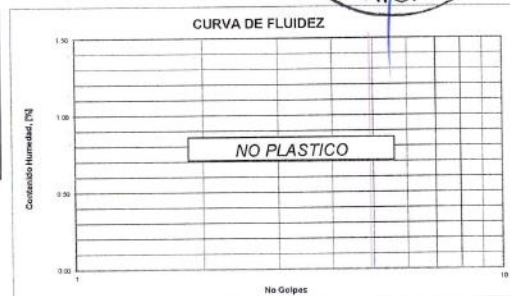 CURVA DE FLUIDEZ
1.50
1.00
0.50
0.00
Contenido Humedad, [%]
NO PLASTICO
1
10
No Golpes